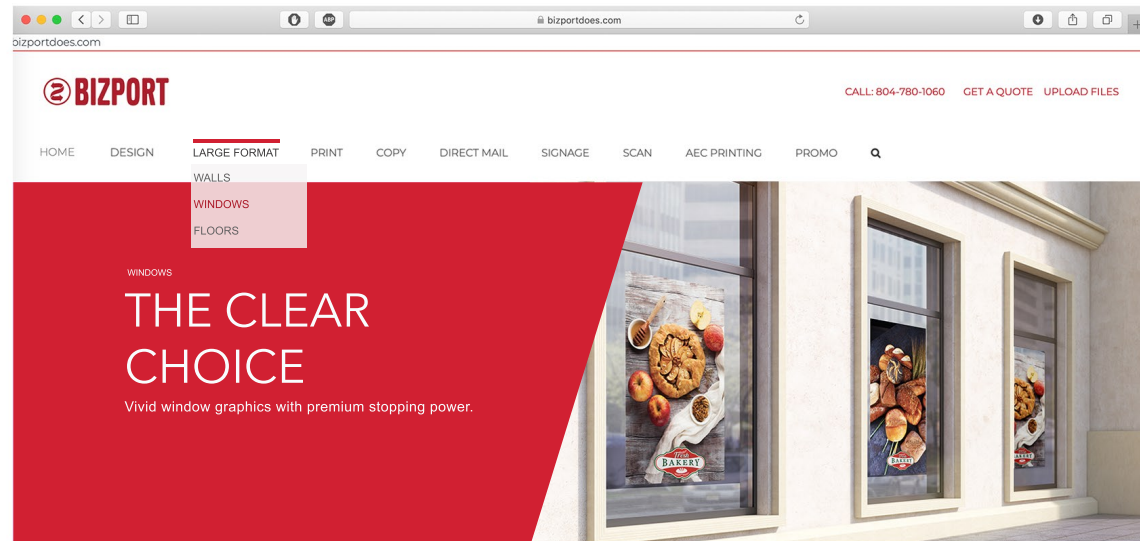 ABP
bizportdoes.com
bizportdoes.com
BIZPORT
CALL: 804-780-1060 GET A QUOTE UPLOAD FILES
HOME DESIGN LARGE FORMAT PRINT COPY DIRECT MAIL SIGNAGE SCAN AEC PRINTING PROMO
WALLS
WINDOWS
FLOORS
WINDOWS
THE CLEAR
CHOICE
Vivid window graphics with premium stopping power.
BAKERY
BAKERY
BAKERY